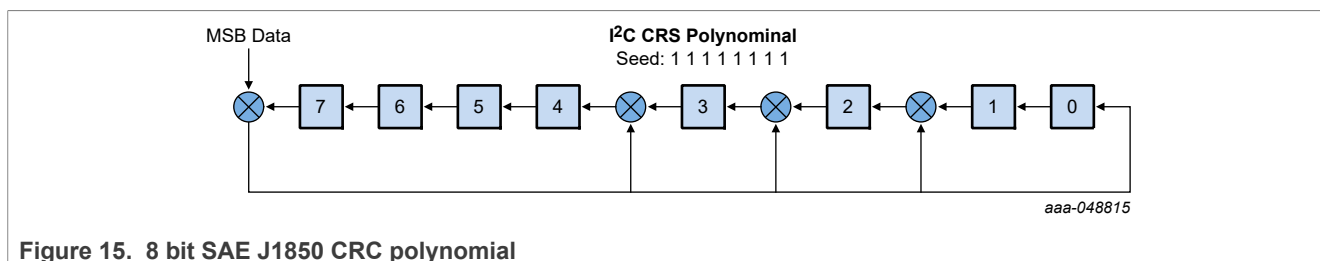 MSB Data
I²C CRS Polynominal
Seed: 1 1 1 1 1 1 1 1
7 6 5 4 3 2 1 0
aaa-048815
Figure 15. 8 bit SAE J1850 CRC polynomial